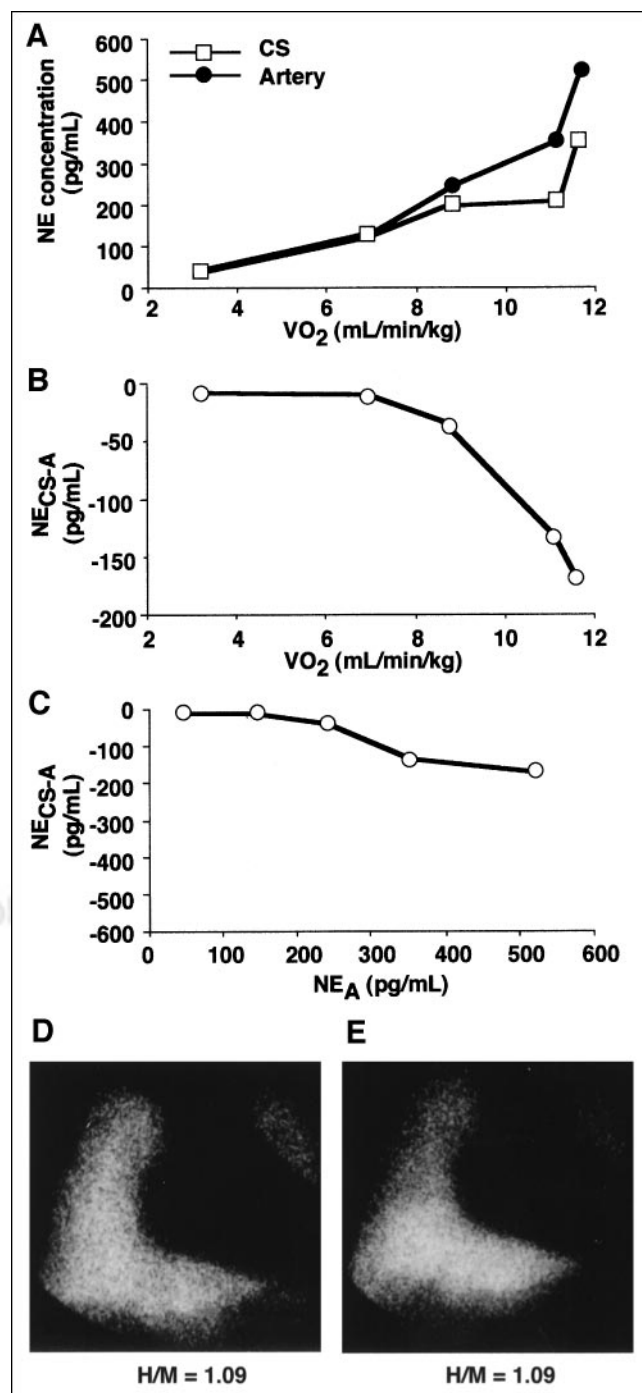 A
600
500
400
300
200
100
0
NE concentration
(pg/mL)
CS
Artery
2 4 6 8 10 12
VO2 (mL/min/kg)
B
0
-50
-100
-150
-200
NECS-A
(pg/mL)
2 4 6 8 10 12
VO2 (mL/min/kg)
C
0
-100
-200
-300
-400
-500
-600
NECS-A
(pg/mL)
0 100 200 300 400 500 600
NEA (pg/mL)
D E
H/M = 1.09 H/M = 1.09